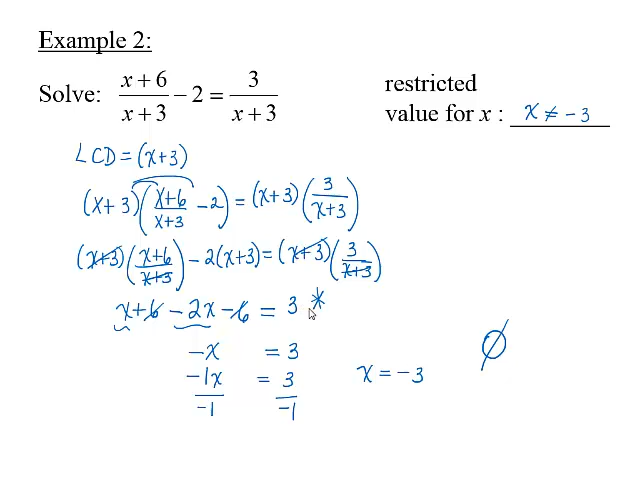 Example 2:
Solve: (x + 6)/(x + 3) − 2 = 3/(x + 3)
restricted
value for x : x ≠ −3
LCD = (x+3)
(x+3)((x+6)/(x+3) − 2) = (x+3)(3/(x+3))
(x+3)((x+6)/(x+3)) − 2(x+3) = (x+3)(3/(x+3))
x+6 − 2x − 6 = 3 *
−x = 3
−1x/−1 = 3/−1
x = −3
∅